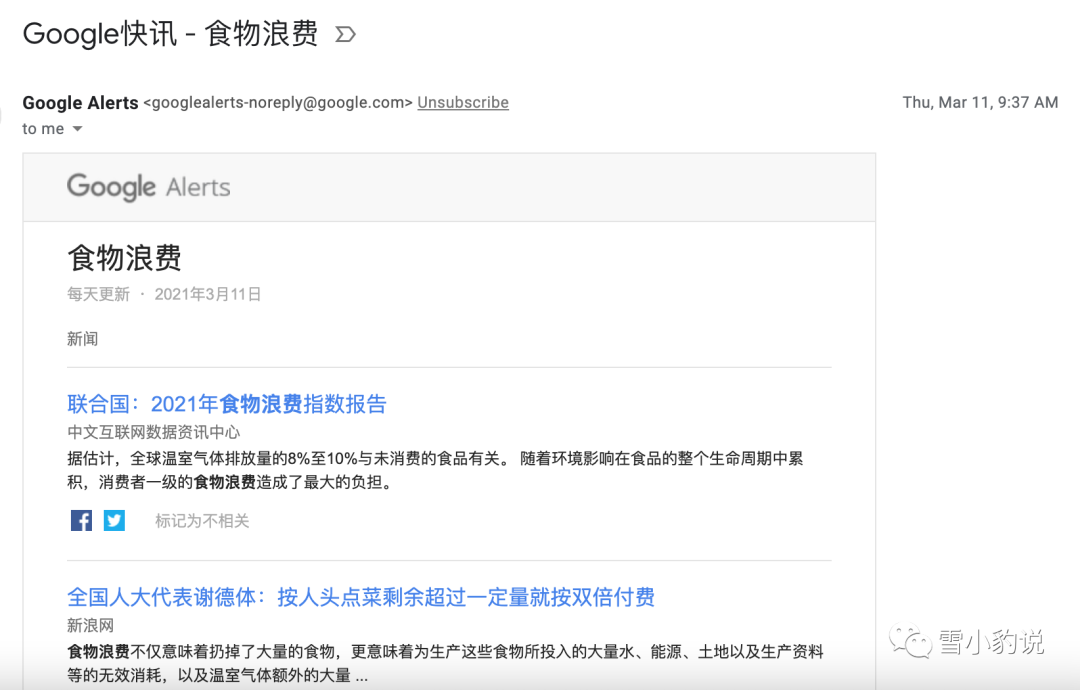 Google快讯 - 食物浪费
Google Alerts <googlealerts-noreply@google.com> Unsubscribe
Thu, Mar 11, 9:37 AM
to me
Google Alerts
食物浪费
每天更新 · 2021年3月11日
新闻
联合国：2021年食物浪费指数报告
中文互联网数据资讯中心
据估计，全球温室气体排放量的8%至10%与未消费的食品有关。 随着环境影响在食品的整个生命周期中累
积，消费者一级的食物浪费造成了最大的负担。
标记为不相关
全国人大代表谢德体：按人头点菜剩余超过一定量就按双倍付费
新浪网
食物浪费不仅意味着扔掉了大量的食物，更意味着为生产这些食物所投入的大量水、能源、土地以及生产资料
等的无效消耗，以及温室气体额外的大量 ...
雪小豹说